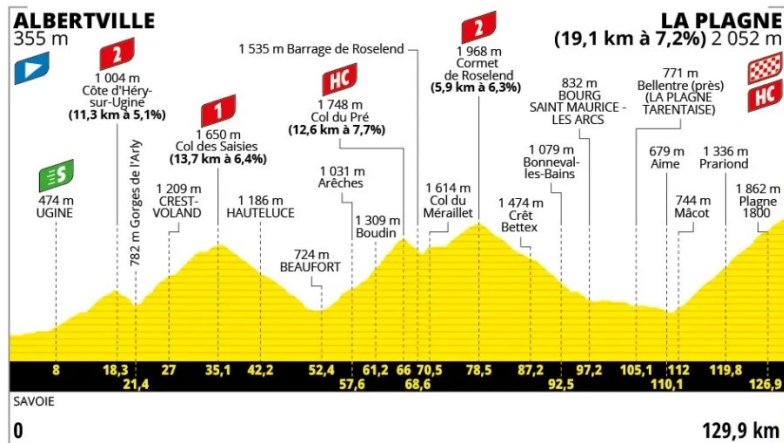 ALBERTVILLE
355 m
LA PLAGNE
(19,1 km à 7,2%) 2 052 m
2
1 004 m
Côte d'Héry-
sur-Ugine
(11,3 km à 5,1%)
1
1 650 m
Col des Saisies
(13,7 km à 6,4%)
1 535 m Barrage de Roselend
HC
1 748 m
Col du Pré
(12,6 km à 7,7%)
2
1 968 m
Cormet
de Roselend
(5,9 km à 6,3%)
832 m
BOURG
SAINT MAURICE -
LES ARCS
771 m
Bellentre (près)
(LA PLAGNE
TARENTAISE)
HC
S
474 m
UGINE
782 m Gorges de l'Arly
1 209 m
CREST-
VOLAND
1 186 m
HAUTELUCE
724 m
BEAUFORT
1 031 m
Arêches
1 309 m
Boudin
1 614 m
Col du
Méraillet
1 474 m
Crêt
Bettex
1 079 m
Bonneval-
les-Bains
679 m
Aime
744 m
Mâcot
1 336 m
Prariond
1 862 m
Plagne
1800
8
18,3
21,4
27
35,1
42,2
52,4
57,6
61,2
66
68,6
70,5
78,5
87,2
92,5
97,2
105,1
110,1
112
119,8
126,9
SAVOIE
0
129,9 km